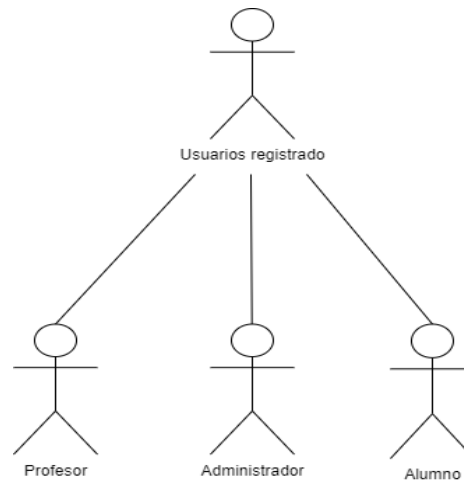 Usuarios registrado
Profesor
Administrador
Alumno